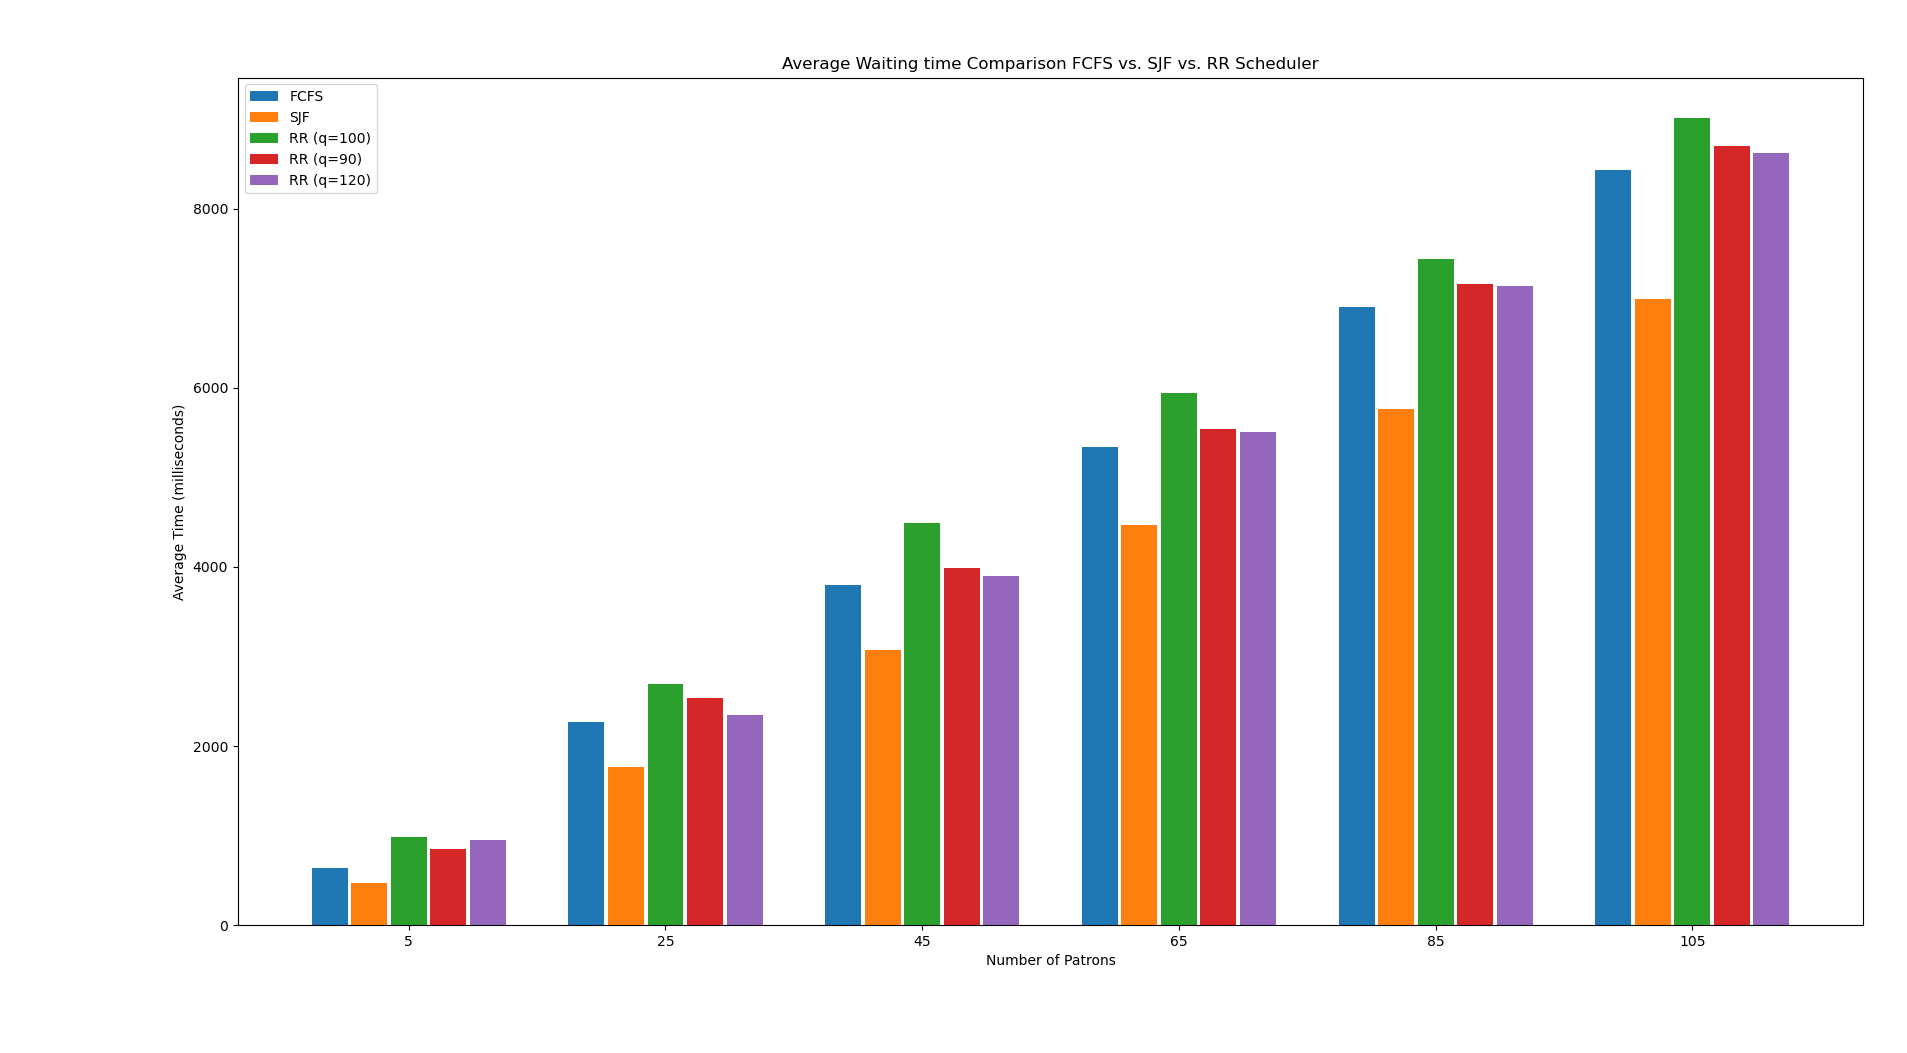 Average Waiting time Comparison FCFS vs. SJF vs. RR Scheduler
FCFS
SJF
RR (q=100)
RR (q=90)
RR (q=120)
Average Time (milliseconds)
8000
6000
4000
2000
0
5 25 45 65 85 105
Number of Patrons